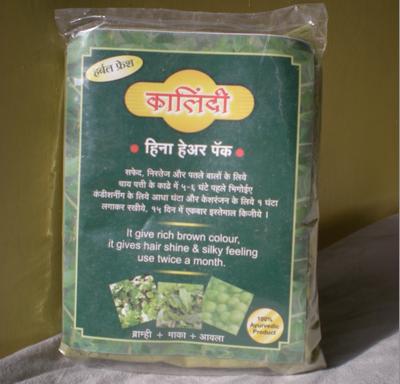 हर्बल फ्रेश
कालिंदी
हिना हेअर पॅक
सफेद, निस्तेज और पतले बालों के लिये
चाय पत्ती के काढे में ५-६ घंटे पहले भिगोईए
कंडीशनींग के लिये आधा घंटा और केशरंजन के लिये १ घंटा
लगाकर रखीये. १५ दिन में एकबार इस्तेमाल किजीये ।
It give rich brown colour,
it gives hair shine & silky feeling
use twice a month.
100%
Ayurvedic
Product
ब्राम्ही + माका + आवला